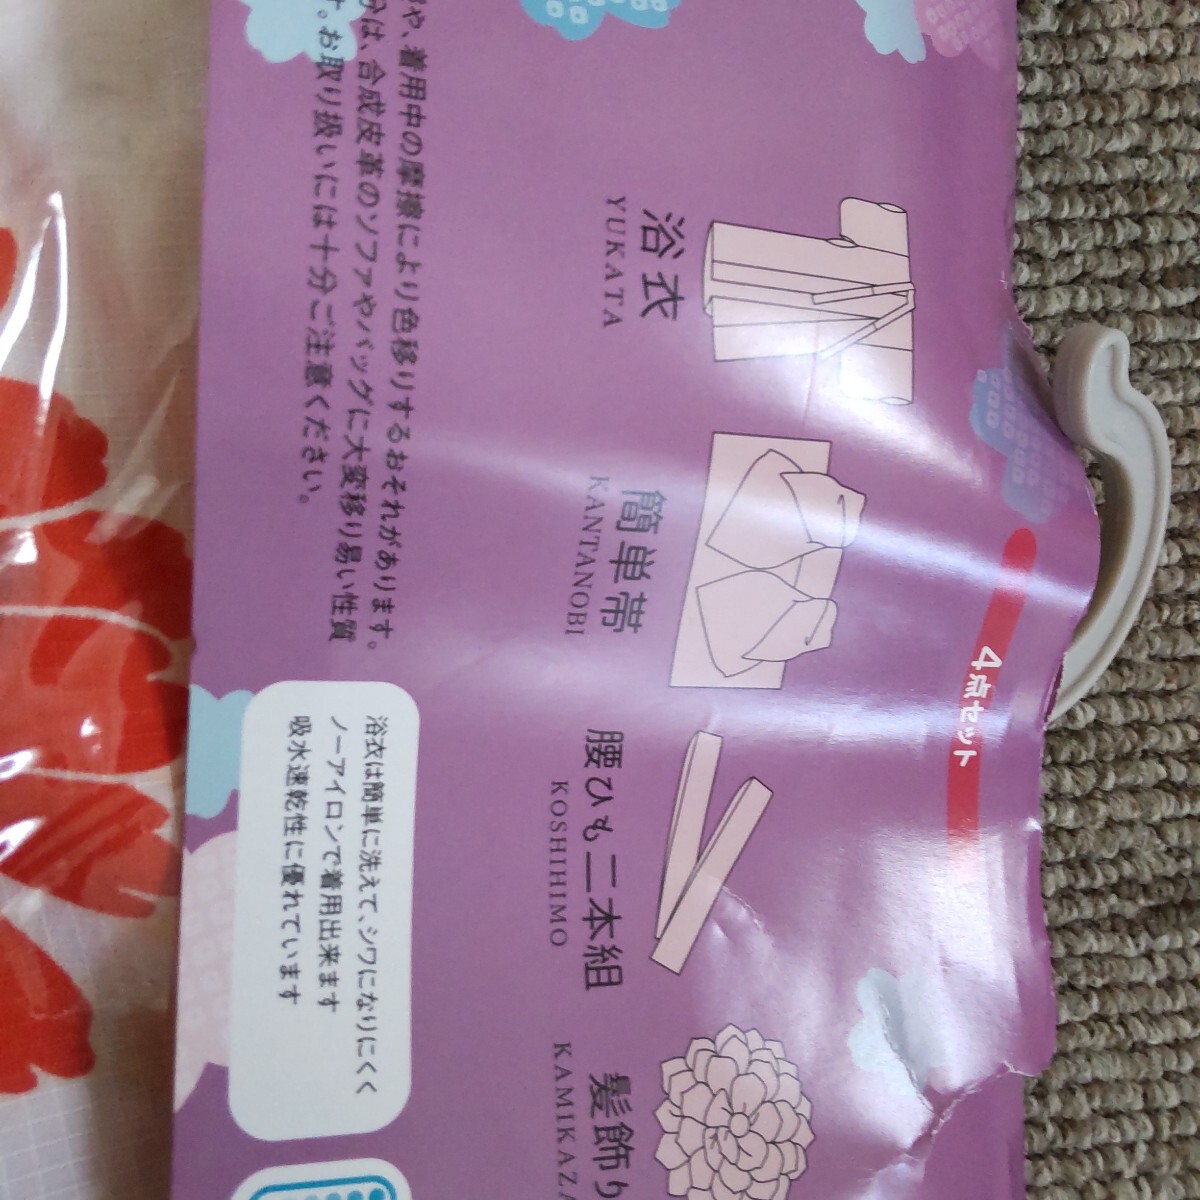 4点セット
浴衣
YUKATA
簡単帯
KANTANOBI
腰ひも二本組
KOSHIHIMO
髪飾り
KAMIKAZA
や、着用中の摩擦により色移りするおそれがあります。
は、合成皮革のソファやバッグに大変移り易い性質
。お取り扱いには十分ご注意ください。
浴衣は簡単に洗えて、シワになりにくく
ノーアイロンで着用出来ます
吸水速乾性に優れています